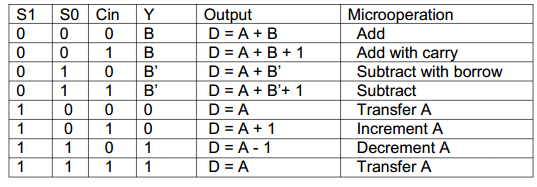 S1 S0 Cin Y Output Microoperation
0 0 0 B D = A + B Add
0 0 1 B D = A + B + 1 Add with carry
0 1 0 B’ D = A + B’ Subtract with borrow
0 1 1 B’ D = A + B’+ 1 Subtract
1 0 0 0 D = A Transfer A
1 0 1 0 D = A + 1 Increment A
1 1 0 1 D = A - 1 Decrement A
1 1 1 1 D = A Transfer A